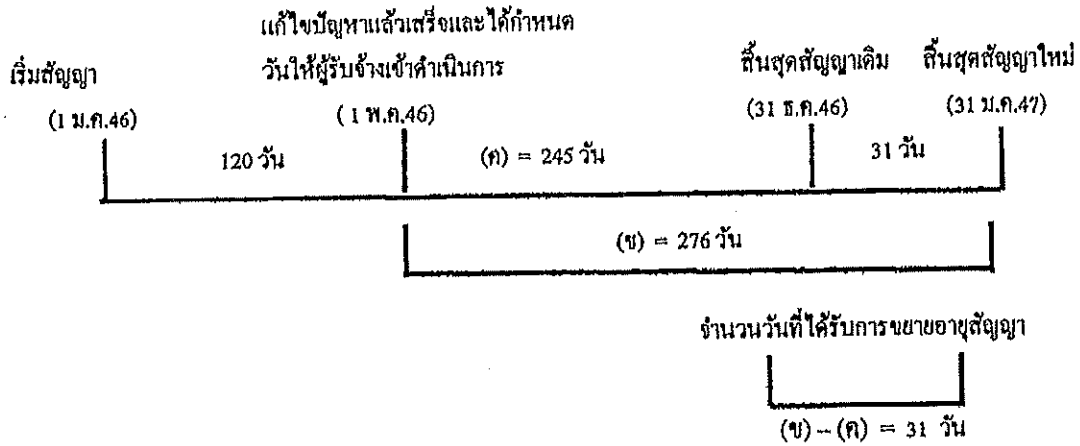 แก้ไขปัญหาแล้วเสร็จและได้กำหนด
วันให้ผู้รับจ้างเข้าดำเนินการ
(1 พ.ค.46)
เริ่มสัญญา
(1 ม.ค.46)
สิ้นสุดสัญญาเดิม
(31 ธ.ค.46)
สิ้นสุดสัญญาใหม่
(31 ม.ค.47)
120 วัน
(ค) = 245 วัน
31 วัน
(ข) = 276 วัน
จำนวนวันที่ได้รับการขยายอายุสัญญา
(ข) – (ค) = 31 วัน